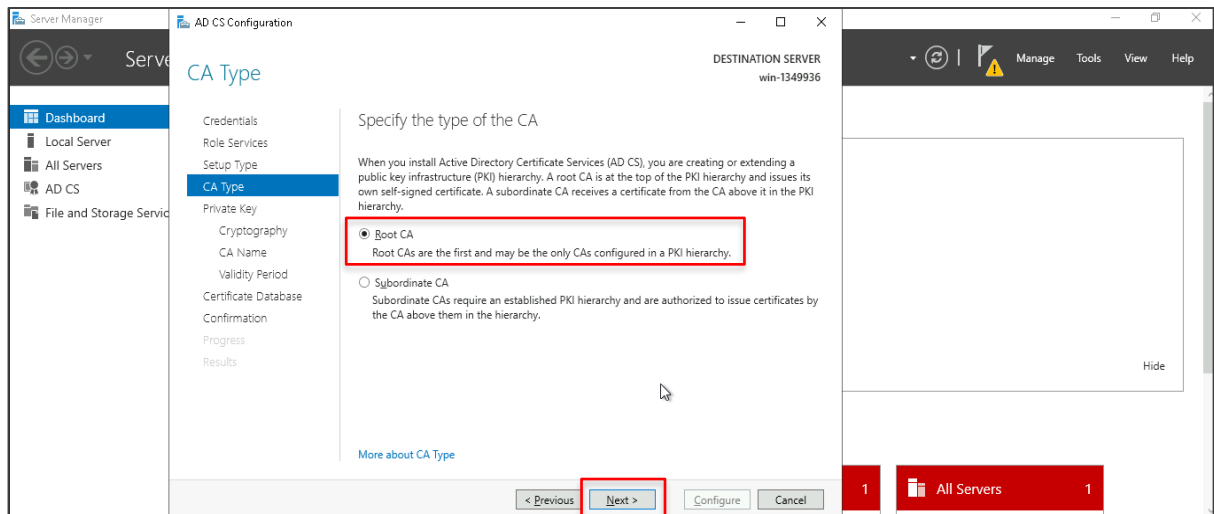 Server Manager
AD CS Configuration
Serve
Manage
Tools
View
Help
CA Type
DESTINATION SERVER
win-1349936
Dashboard
Local Server
All Servers
AD CS
File and Storage Servic
Credentials
Role Services
Setup Type
CA Type
Private Key
Cryptography
CA Name
Validity Period
Certificate Database
Confirmation
Progress
Results
Specify the type of the CA
When you install Active Directory Certificate Services (AD CS), you are creating or extending a
public key infrastructure (PKI) hierarchy. A root CA is at the top of the PKI hierarchy and issues its
own self-signed certificate. A subordinate CA receives a certificate from the CA above it in the PKI
hierarchy.
Root CA
Root CAs are the first and may be the only CAs configured in a PKI hierarchy.
Subordinate CA
Subordinate CAs require an established PKI hierarchy and are authorized to issue certificates by
the CA above them in the hierarchy.
More about CA Type
Hide
< Previous
Next >
Configure
Cancel
1
All Servers
1